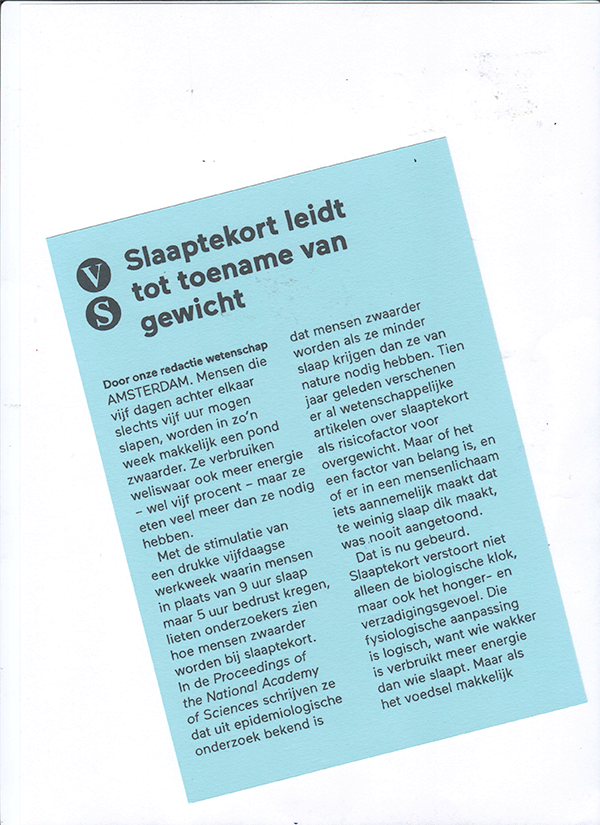 V
S
Slaaptekort leidt
tot toename van
gewicht
Door onze redactie wetenschap
AMSTERDAM. Mensen die
vijf dagen achter elkaar
slechts vijf uur mogen
slapen, worden in zo'n
week makkelijk een pond
zwaarder. Ze verbruiken
weliswaar ook meer energie
– wel vijf procent – maar ze
eten veel meer dan ze nodig
hebben.
Met de stimulatie van
een drukke vijfdaagse
werkweek waarin mensen
in plaats van 9 uur slaap
maar 5 uur bedrust kregen,
lieten onderzoekers zien
hoe mensen zwaarder
worden bij slaaptekort.
In de Proceedings of
the National Academy
of Sciences schrijven ze
dat uit epidemiologische
onderzoek bekend is
dat mensen zwaarder
worden als ze minder
slaap krijgen dan ze van
nature nodig hebben. Tien
jaar geleden verschenen
er al wetenschappelijke
artikelen over slaaptekort
als risicofactor voor
overgewicht. Maar of het
een factor van belang is, en
of er in een mensenlichaam
iets aannemelijk maakt dat
te weinig slaap dik maakt,
was nooit aangetoond.
Dat is nu gebeurd.
Slaaptekort verstoort niet
alleen de biologische klok,
maar ook het honger- en
verzadigingsgevoel. Die
fysiologische aanpassing
is logisch, want wie wakker
is verbruikt meer energie
dan wie slaapt. Maar als
het voedsel makkelijk